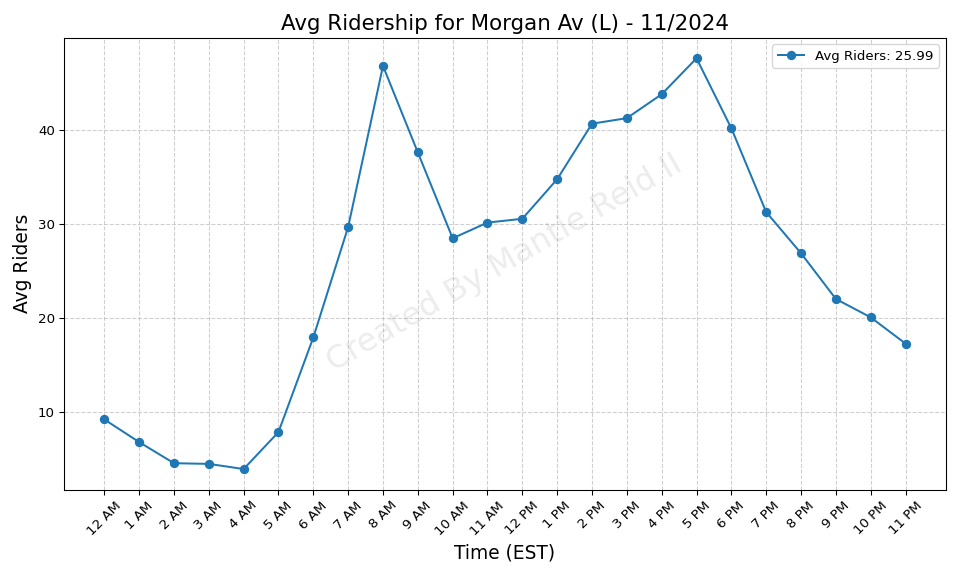 Avg Ridership for Morgan Av (L) - 11/2024
Avg Riders: 25.99
Avg Riders
40
30
20
10
Created By Mantie Reid II
12 AM
1 AM
2 AM
3 AM
4 AM
5 AM
6 AM
7 AM
8 AM
9 AM
10 AM
11 AM
12 PM
1 PM
2 PM
3 PM
4 PM
5 PM
6 PM
7 PM
8 PM
9 PM
10 PM
11 PM
Time (EST)